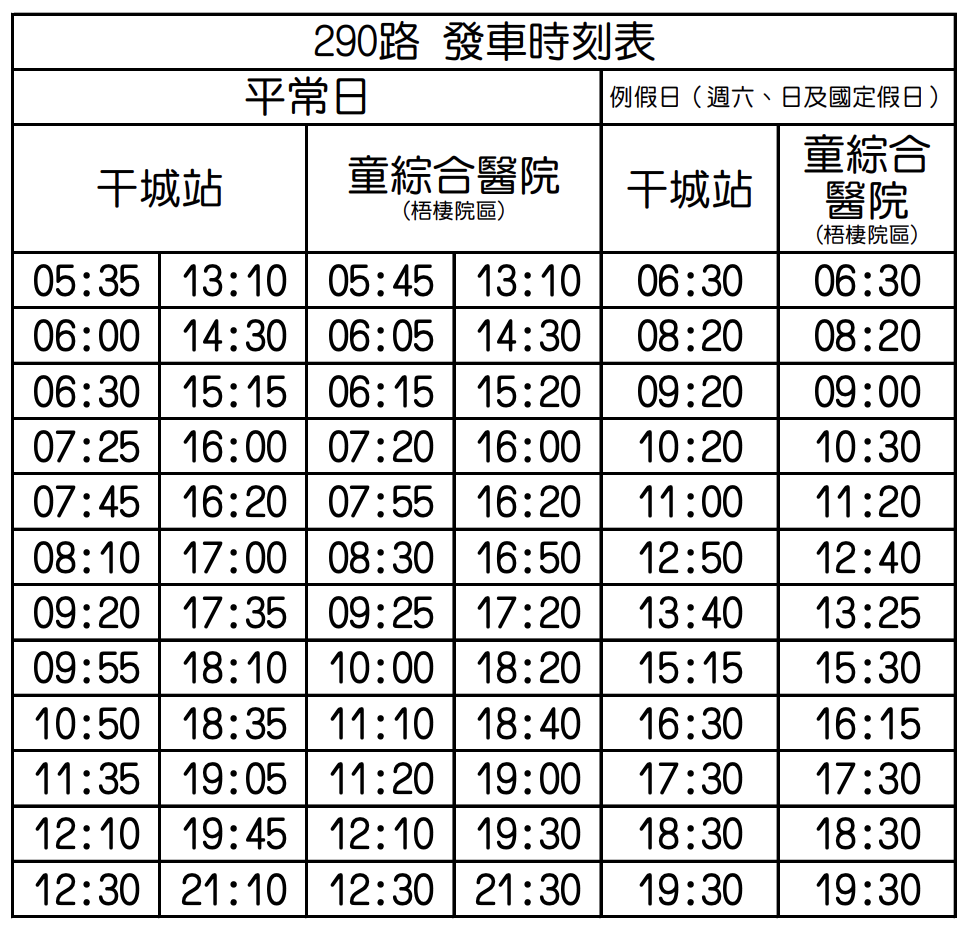 290路 發車時刻表
平常日 例假日（週六、日及國定假日）
干城站 童綜合醫院 干城站 童綜合
(梧棲院區) 醫院
(梧棲院區)
05:35 13:10 05:45 13:10 06:30 06:30
06:00 14:30 06:05 14:30 08:20 08:20
06:30 15:15 06:15 15:20 09:20 09:00
07:25 16:00 07:20 16:00 10:20 10:30
07:45 16:20 07:55 16:20 11:00 11:20
08:10 17:00 08:30 16:50 12:50 12:40
09:20 17:35 09:25 17:20 13:40 13:25
09:55 18:10 10:00 18:20 15:15 15:30
10:50 18:35 11:10 18:40 16:30 16:15
11:35 19:05 11:20 19:00 17:30 17:30
12:10 19:45 12:10 19:30 18:30 18:30
12:30 21:10 12:30 21:30 19:30 19:30